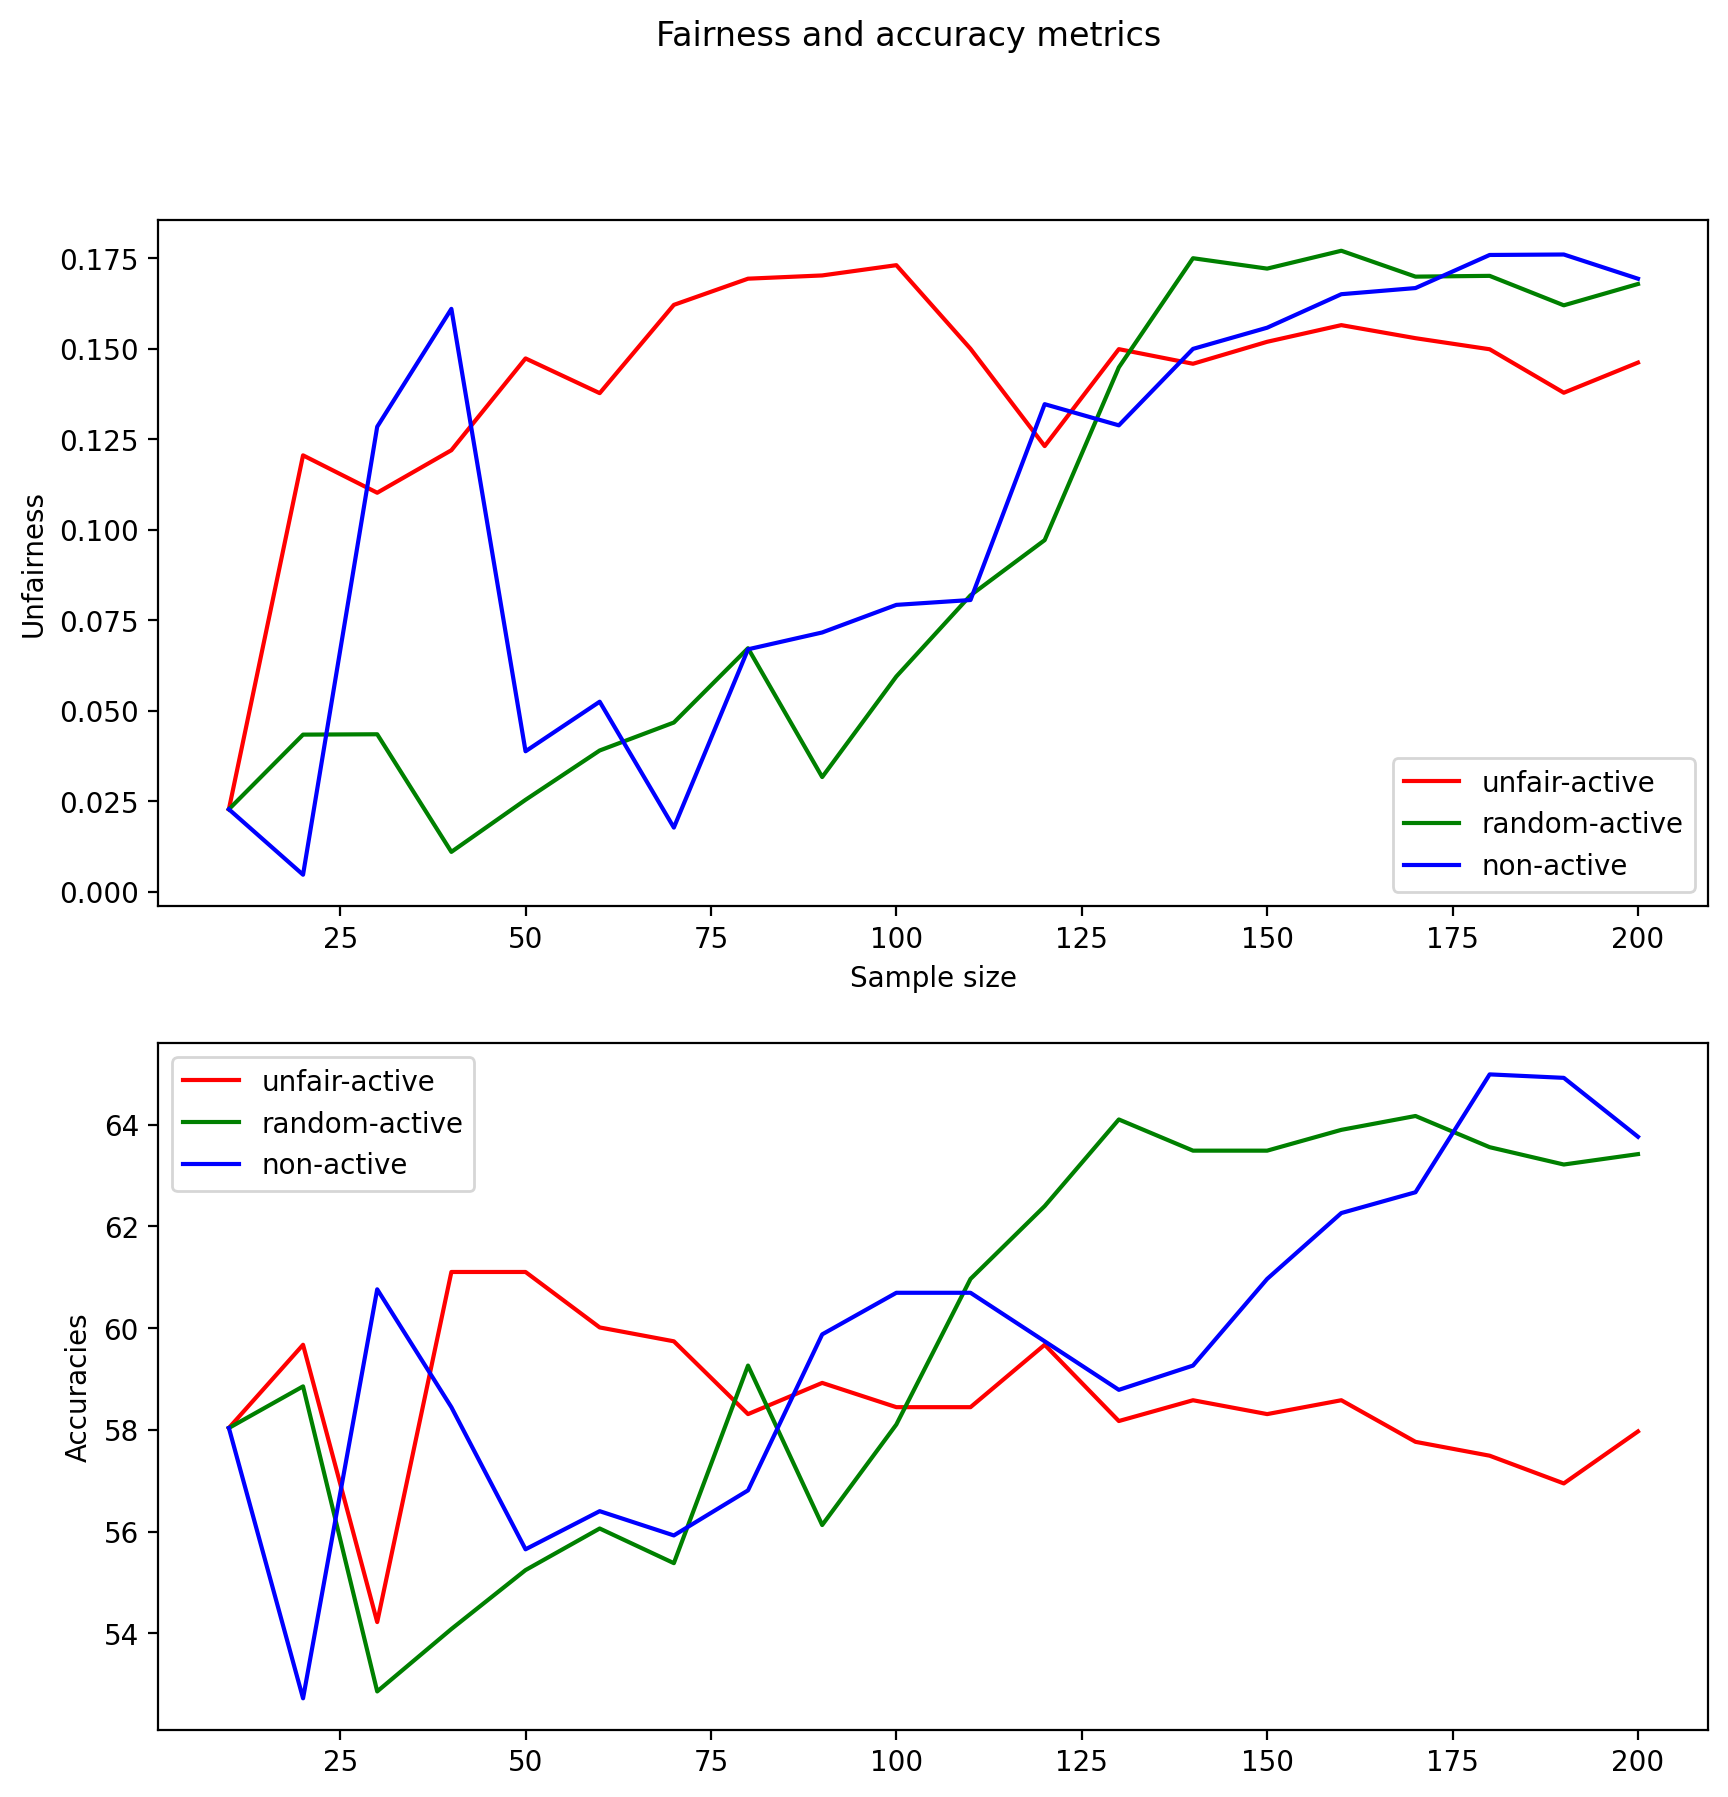 Fairness and accuracy metrics
0.175
0.150
0.125
0.100
0.075
0.050
0.025
0.000
Unfairness
unfair-active
random-active
non-active
25 50 75 100 125 150 175 200
Sample size
unfair-active
random-active
non-active
64
62
60
58
56
54
Accuracies
25 50 75 100 125 150 175 200